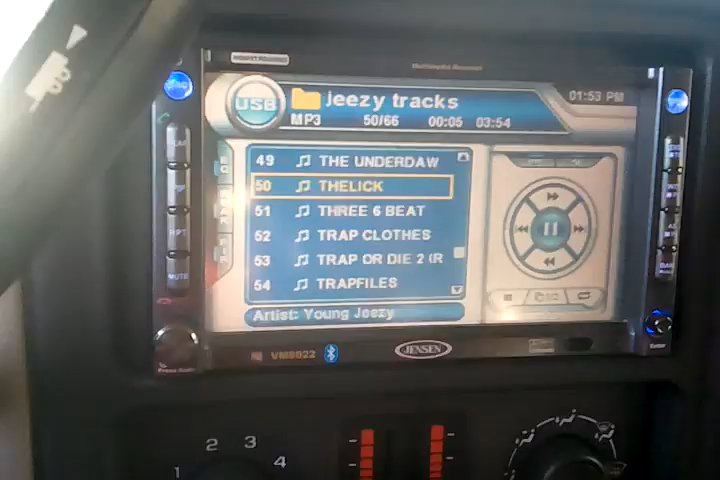 USB
jeezy tracks
01:53 PM
MP3 50/66 00:05 03:54
49 THE UNDERDAW
50 THELICK
51 THREE 6 BEAT
52 TRAP CLOTHES
53 TRAP OR DIE 2 (R
54 TRAPFILES
Artist: Young Jeezy
RPT
MUTE
VM9022
JENSEN
1 2 3 4